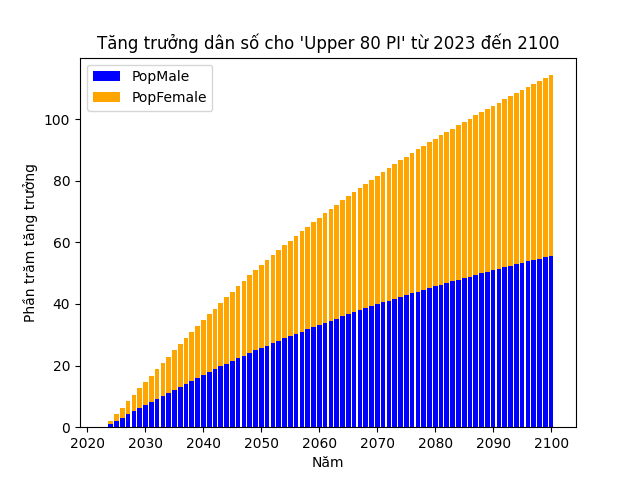 Tăng trưởng dân số cho 'Upper 80 PI' từ 2023 đến 2100
PopMale
PopFemale
Phần trăm tăng trưởng
100
80
60
40
20
0
2020 2030 2040 2050 2060 2070 2080 2090 2100
Năm